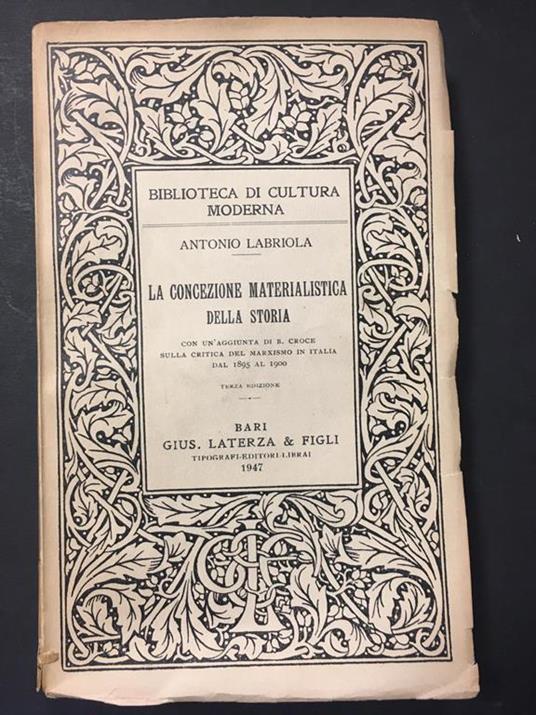 BIBLIOTECA DI CULTURA
MODERNA
ANTONIO LABRIOLA
LA CONCEZIONE MATERIALISTICA
DELLA STORIA
CON UN'AGGIUNTA DI B. CROCE
SULLA CRITICA DEL MARXISMO IN ITALIA
DAL 1895 AL 1900
TERZA EDIZIONE
BARI
GIUS. LATERZA & FIGLI
TIPOGRAFI-EDITORI-LIBRAI
1947